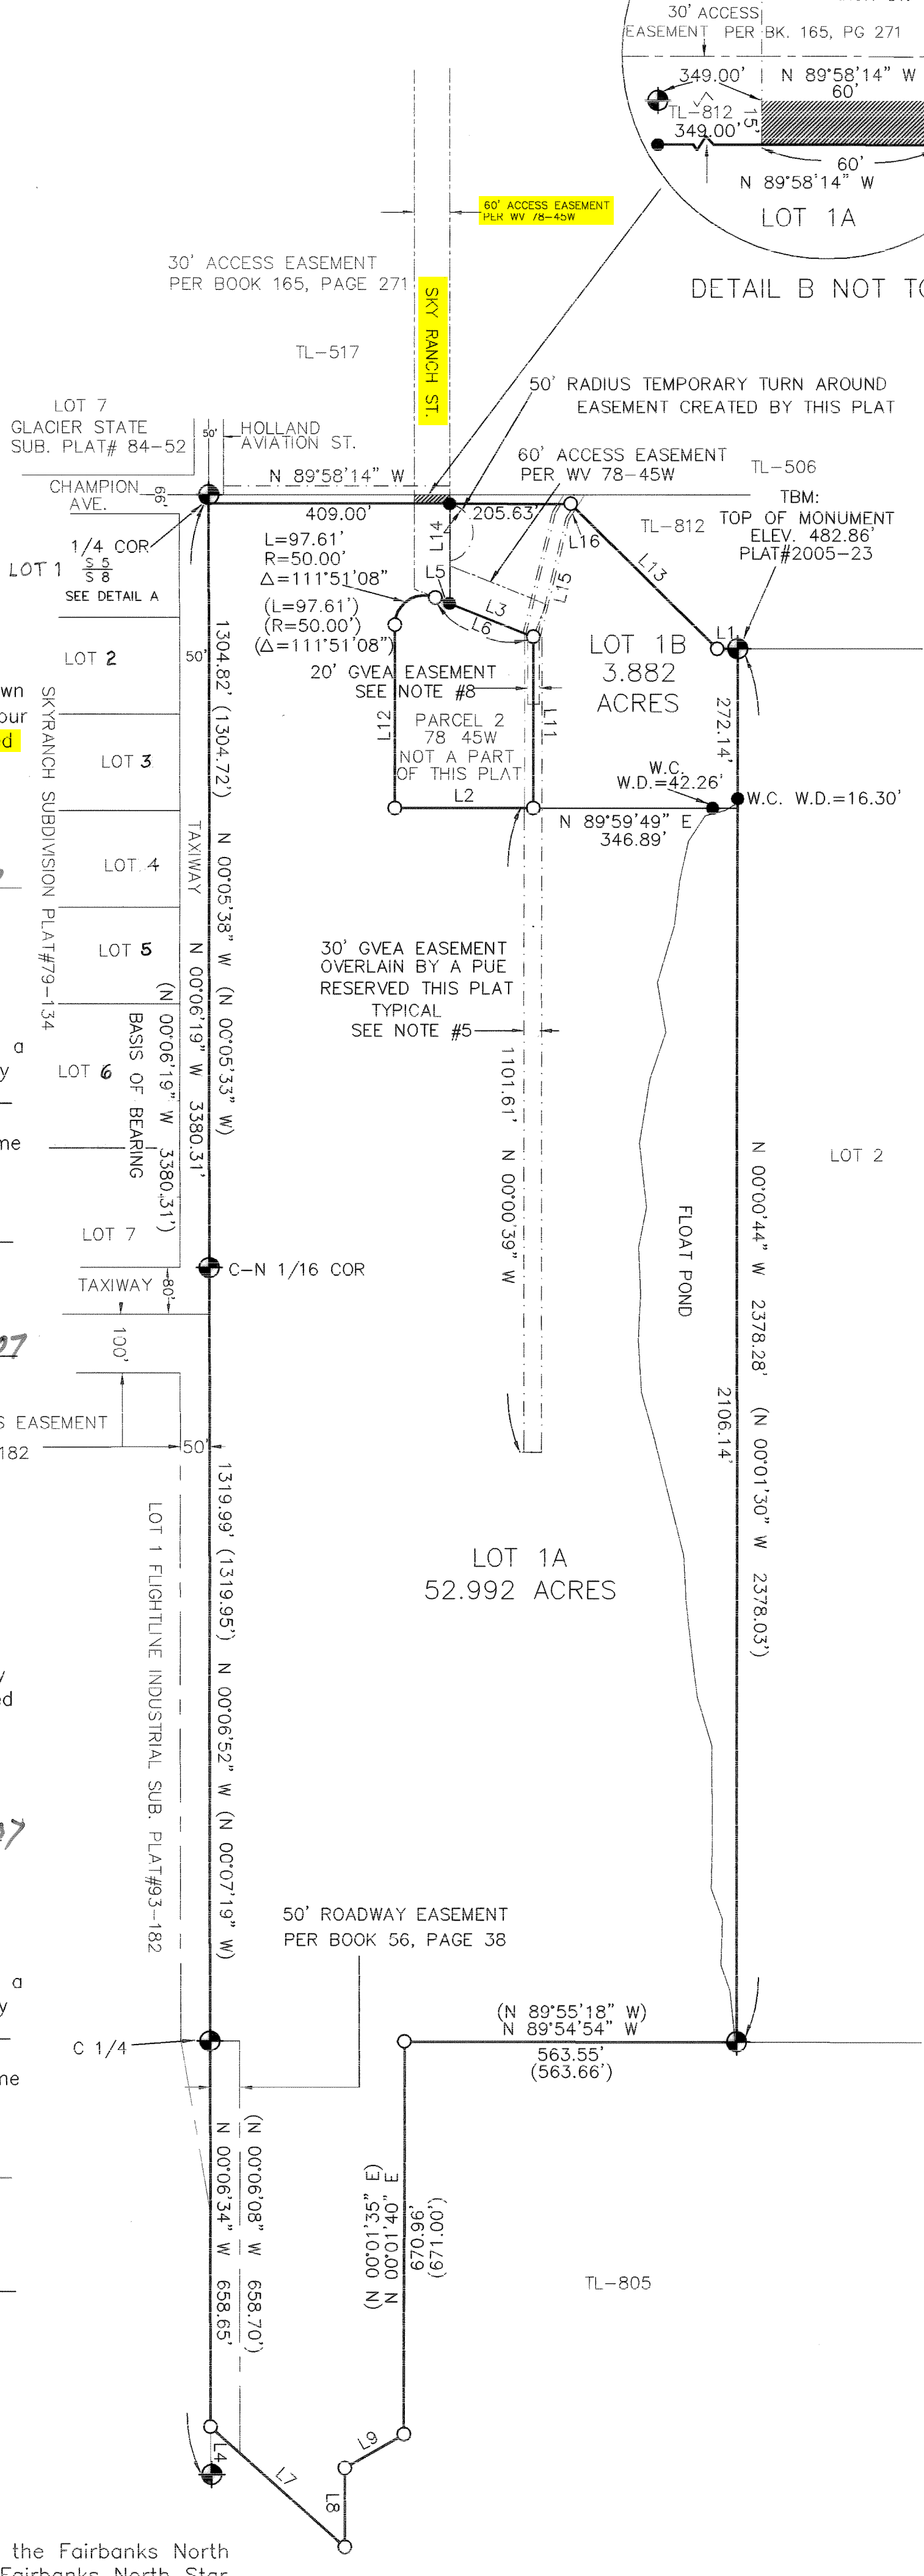 30' ACCESS
EASEMENT PER BK. 165, PG 271
349.00' N 89°58'14" W
60'
TL-812
15'
349.00'
60'
N 89°58'14" W
LOT 1A
DETAIL B NOT TO
60' ACCESS EASEMENT
PER WV 78-45W
30' ACCESS EASEMENT
PER BOOK 165, PAGE 271
SKY RANCH ST.
TL-517
50' RADIUS TEMPORARY TURN AROUND
EASEMENT CREATED BY THIS PLAT
LOT 7
GLACIER STATE
SUB. PLAT# 84-52
50'
HOLLAND
AVIATION ST.
60' ACCESS EASEMENT
PER WV 78-45W
TL-506
N 89°58'14" W
CHAMPION
AVE.
66'
TBM:
TOP OF MONUMENT
ELEV. 482.86'
PLAT#2005-23
409.00'
205.63'
TL-812
1/4 COR
S 5
S 8
SEE DETAIL A
LOT 1
L=97.61'
R=50.00'
Δ=111°51'08"
(L=97.61')
(R=50.00')
(Δ=111°51'08")
L14
L16
L13
L5
L3
L15
L6
L1
LOT 1B
3.882
ACRES
LOT 2
50'
20' GVEA EASEMENT
SEE NOTE #8
wn
our
d
L12
PARCEL 2
78 45W
NOT A PART
OF THIS PLAT
L11
272.14'
LOT 3
W.C.
W.D.=42.26'
W.C. W.D.=16.30'
L2
N 89°59'49" E
346.89'
SKYRANCH SUBDIVISION PLAT#79-134
TAXIWAY
1304.82' (1304.72') N 00°05'38" W (N 00°05'33" W)
LOT 4
LOT 5
N 00°06'19" W 3380.31'
(N 00°06'19" W 3380.31')
BASIS OF BEARING
30' GVEA EASEMENT
OVERLAIN BY A PUE
RESERVED THIS PLAT
TYPICAL
SEE NOTE #5
a
y
LOT 6
me
1101.61' N 00°00'39" W
LOT 2
N 00°00'44" W 2378.28' (N 00°01'30" W 2378.03')
FLOAT POND
LOT 7
C-N 1/16 COR
TAXIWAY
80'
100'
07
S EASEMENT
182
50'
2106.14'
1319.99' (1319.95') N 00°06'52" W (N 00°07'19" W)
LOT 1 FLIGHTLINE INDUSTRIAL SUB. PLAT#93-182
LOT 1A
52.992 ACRES
y
ed
07
50' ROADWAY EASEMENT
PER BOOK 56, PAGE 38
a
y
(N 89°55'18" W)
N 89°54'54" W
563.55'
(563.66')
C 1/4
me
(N 00°06'08" W 658.70')
N 00°06'34" W 658.65'
(N 00°01'35" E)
N 00°01'40" E
670.96'
(671.00')
TL-805
L4
L7
L9
L8
the Fairbanks North
Fairbanks North Star